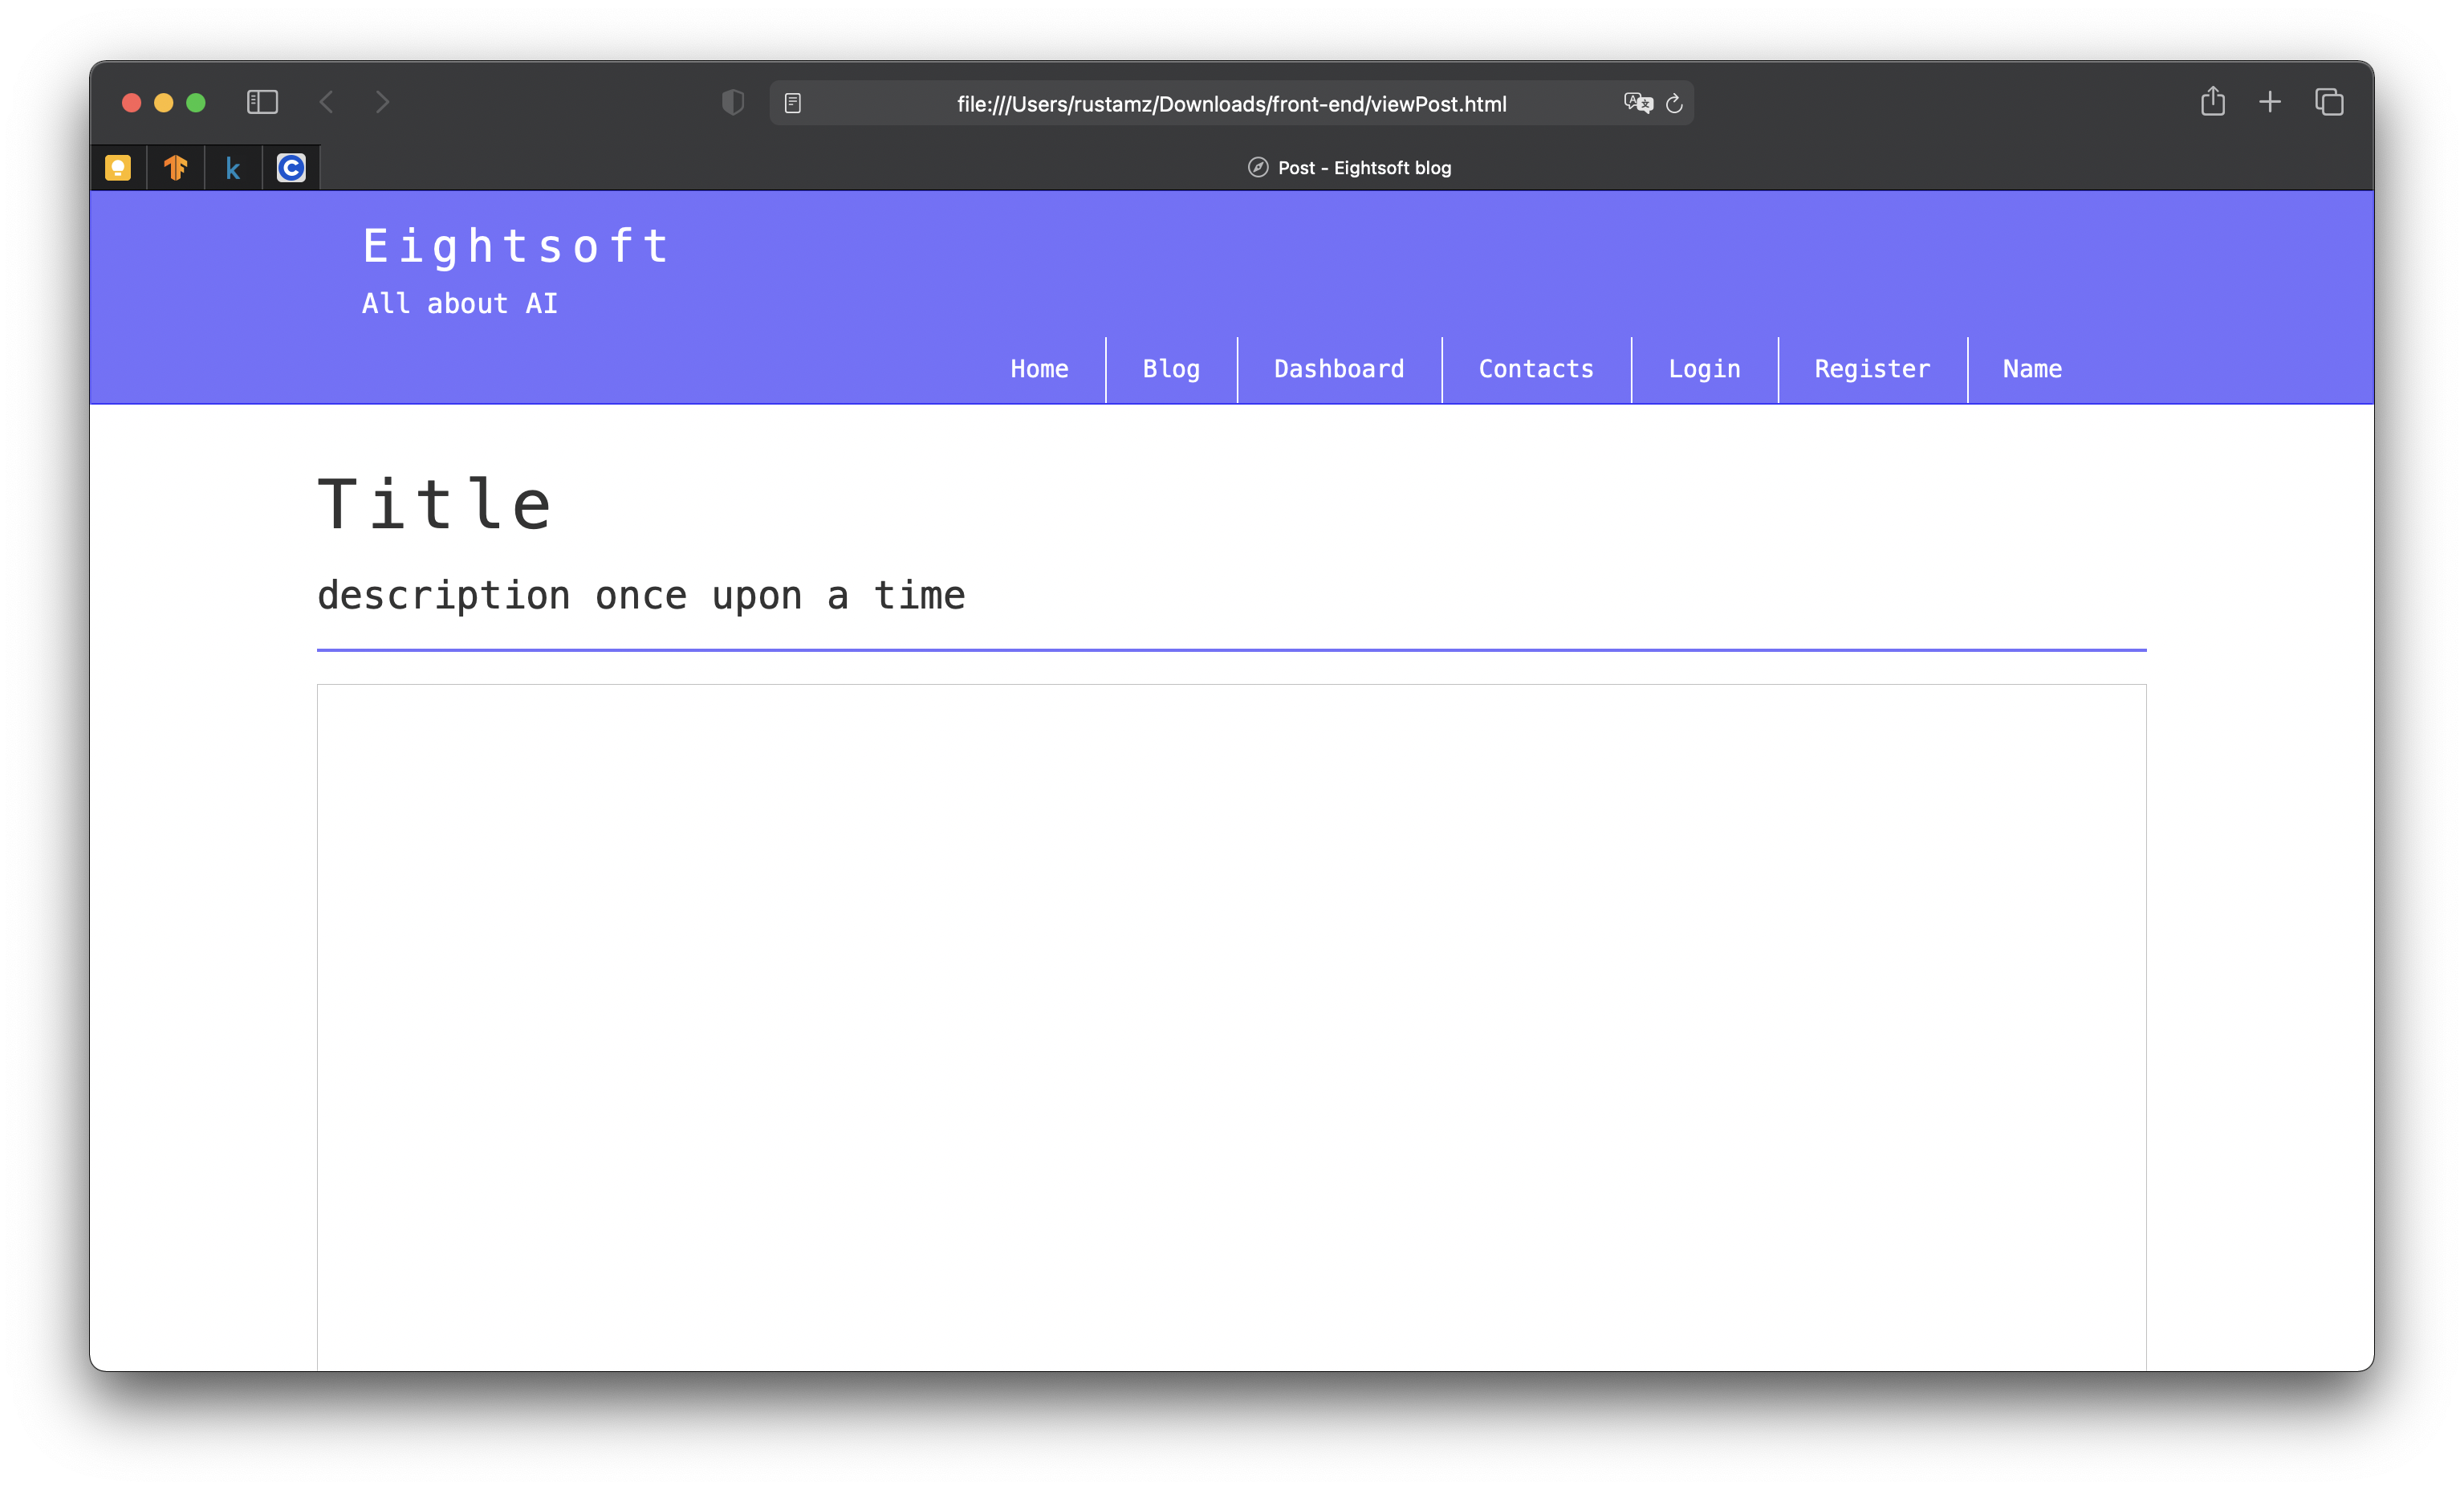 file:///Users/rustamz/Downloads/front-end/viewPost.html
k
C
Post - Eightsoft blog
Eightsoft
All about AI
Home Blog Dashboard Contacts Login Register Name
Title
description once upon a time